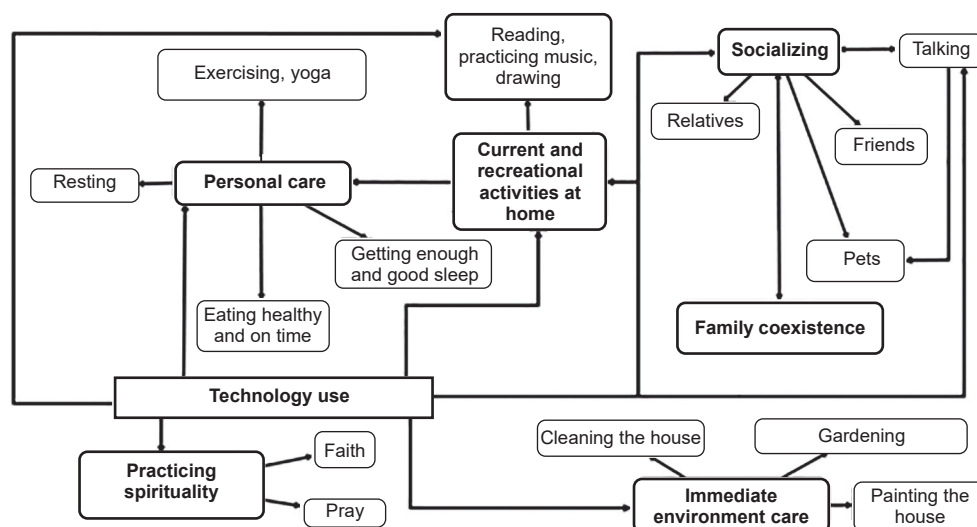 Reading,
practicing music,
drawing
Socializing
Talking
Exercising, yoga
Relatives
Friends
Current and
recreational
activities at
home
Resting
Personal care
Getting enough
and good sleep
Pets
Eating healthy
and on time
Family coexistence
Technology use
Cleaning the house
Gardening
Faith
Practicing
spirituality
Pray
Immediate
environment care
Painting the
house